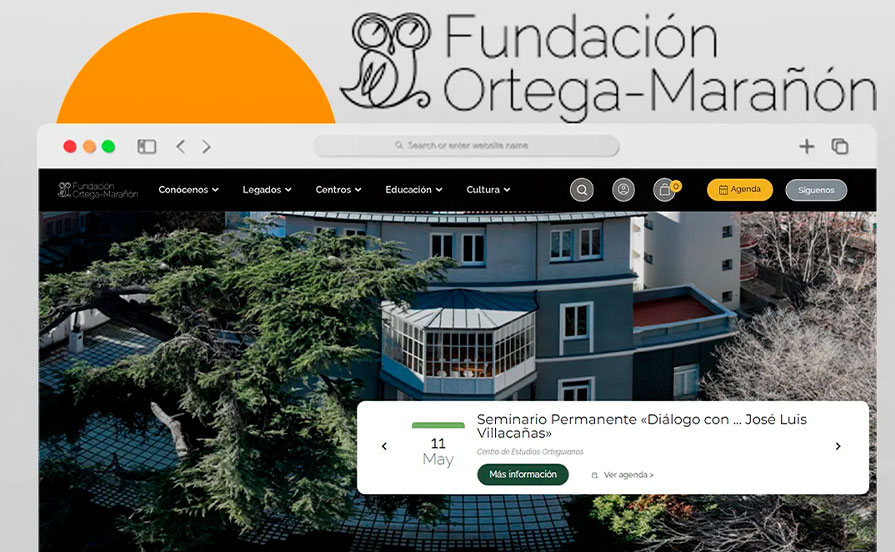 Fundación
Ortega-Marañón
Search or enter website name
Fundación
Ortega-Marañón
Conócenos
Legados
Centros
Educación
Cultura
0
Agenda
Síguenos
Seminario Permanente «Diálogo con ... José Luis
Villacañas»
11
May
Centro de Estudios Orteguianos
Más información
Ver agenda >